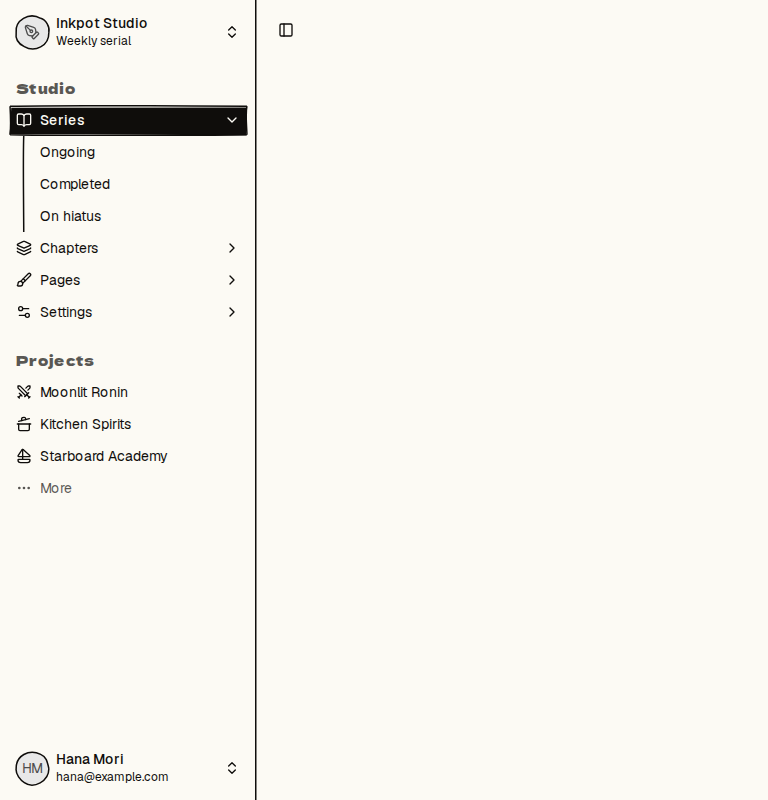 Inkpot Studio
Weekly serial
Studio
Series
Ongoing
Completed
On hiatus
Chapters
Pages
Settings
Projects
Moonlit Ronin
Kitchen Spirits
Starboard Academy
More
HM
Hana Mori
hana@example.com